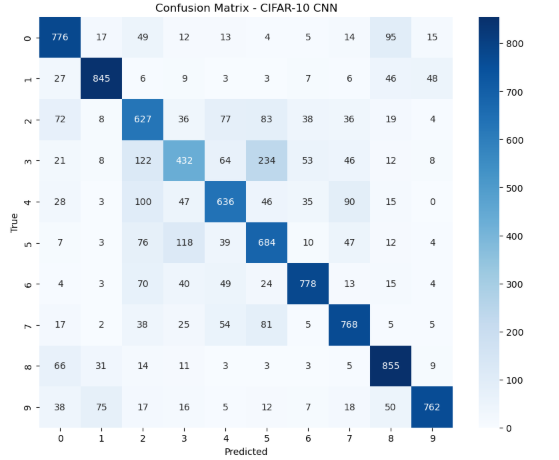 Confusion Matrix - CIFAR-10 CNN
0 776 17 49 12 13 4 5 14 95 15
1 27 845 6 9 3 3 7 6 46 48
2 72 8 627 36 77 83 38 36 19 4
3 21 8 122 432 64 234 53 46 12 8
4 28 3 100 47 636 46 35 90 15 0
5 7 3 76 118 39 684 10 47 12 4
6 4 3 70 40 49 24 778 13 15 4
7 17 2 38 25 54 81 5 768 5 5
8 66 31 14 11 3 3 3 5 855 9
9 38 75 17 16 5 12 7 18 50 762
True
0 1 2 3 4 5 6 7 8 9
Predicted
800
700
600
500
400
300
200
100
0